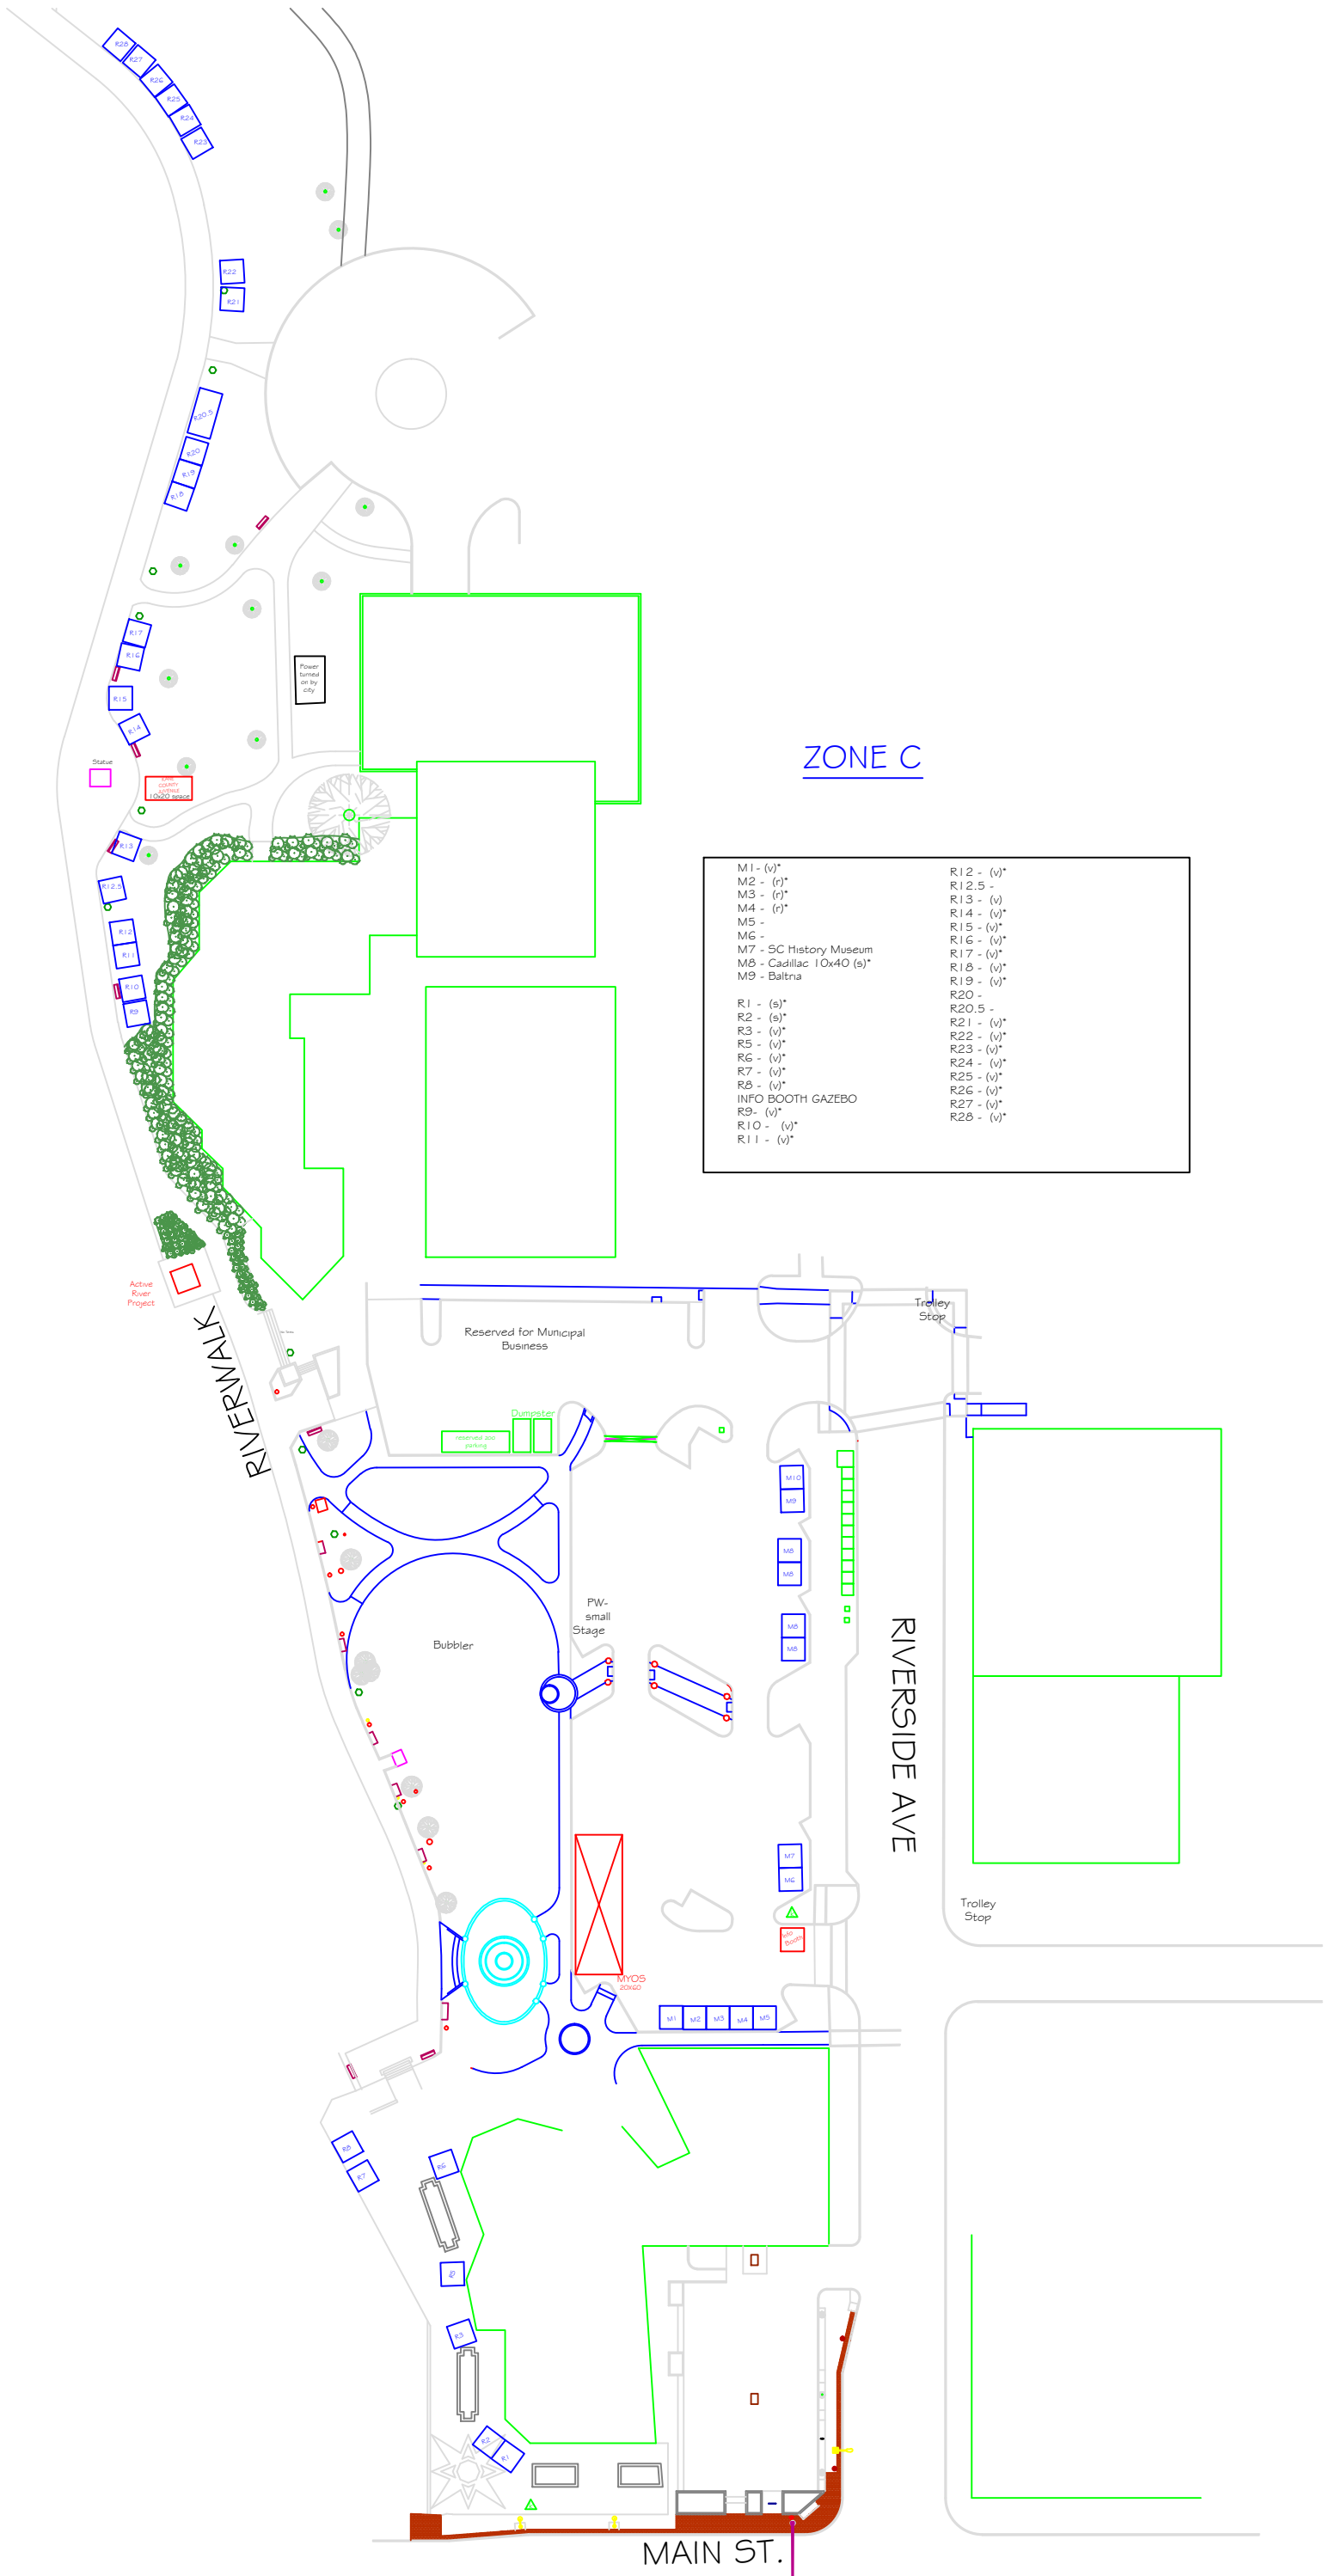 R28
R27
R26
R25
R24
R23
R22
R21
R20.5
R20
R19
R18
R17
R16
Power
turned
on by
city
R15
R14
Statue
COUNTY
10x20 space
ZONE C
R13
R12.5
R12
R11
R10
R9
M1- (v)*
M2 - (r)*
M3 - (r)*
M4 - (r)*
M5 -
M6 -
M7 - SC History Museum
M8 - Cadillac 10x40 (s)*
M9 - Baltria
R1 - (s)*
R2 - (s)*
R3 - (v)*
R5 - (v)*
R6 - (v)*
R7 - (v)*
R8 - (v)*
INFO BOOTH GAZEBO
R9- (v)*
R10 - (v)*
R11 - (v)*
R12 - (v)*
R12.5 -
R13 - (v)
R14 - (v)*
R15 - (v)*
R16 - (v)*
R17 - (v)*
R18 - (v)*
R19 - (v)*
R20 -
R20.5 -
R21 - (v)*
R22 - (v)*
R23 - (v)*
R24 - (v)*
R25 - (v)*
R26 - (v)*
R27 - (v)*
R28 - (v)*
Active
River
Project
RIVERWALK
Reserved for Municipal
Business
Trolley
Stop
Dumpster
parking
M10
M9
M8
M8
M8
M8
PW-
small
Stage
Bubbler
RIVERSIDE AVE
M7
M6
Info
Booth
Trolley
Stop
MYOS
20X60
M1
M2
M3
M4
M5
R8
R7
R6
R5
R3
R2
R1
MAIN ST.